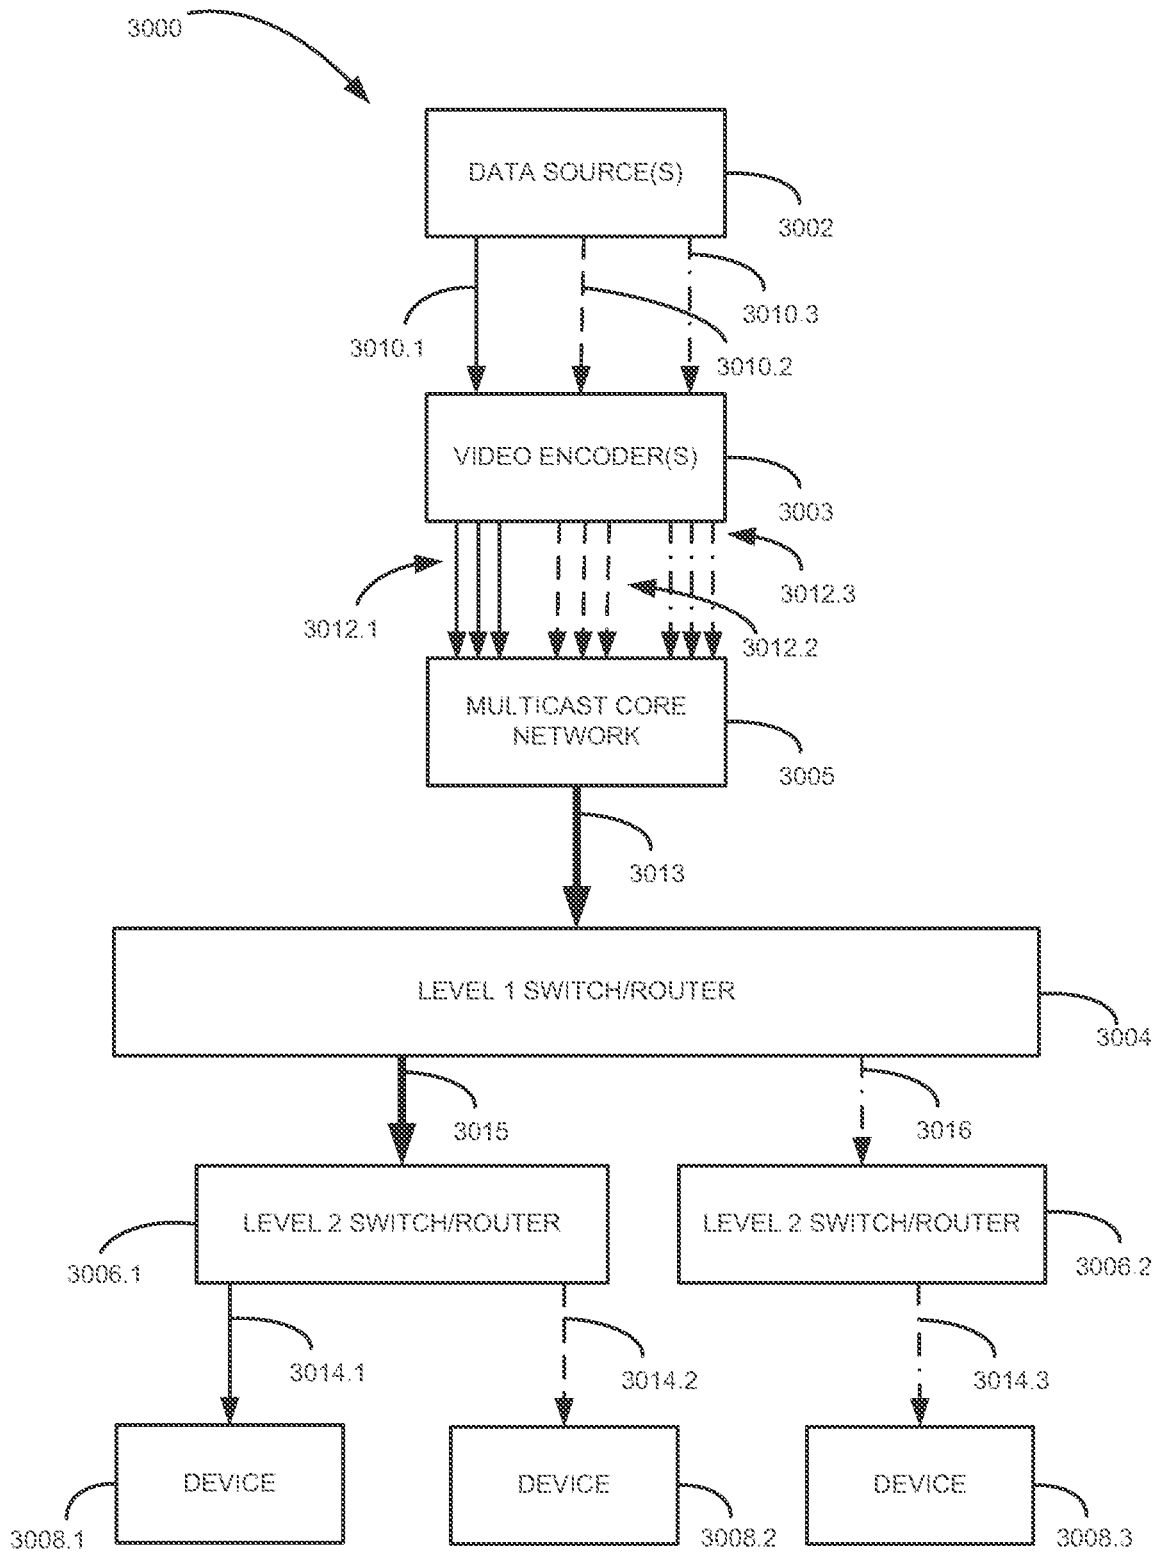 3000
DATA SOURCE(S)
3002
3010.3
3010.1
3010.2
VIDEO ENCODER(S)
3003
3012.3
3012.1
3012.2
MULTICAST CORE
NETWORK
3005
3013
LEVEL 1 SWITCH/ROUTER
3004
3015
3016
LEVEL 2 SWITCH/ROUTER
LEVEL 2 SWITCH/ROUTER
3006.1
3006.2
3014.1
3014.2
3014.3
DEVICE
DEVICE
DEVICE
3008.1
3008.2
3008.3